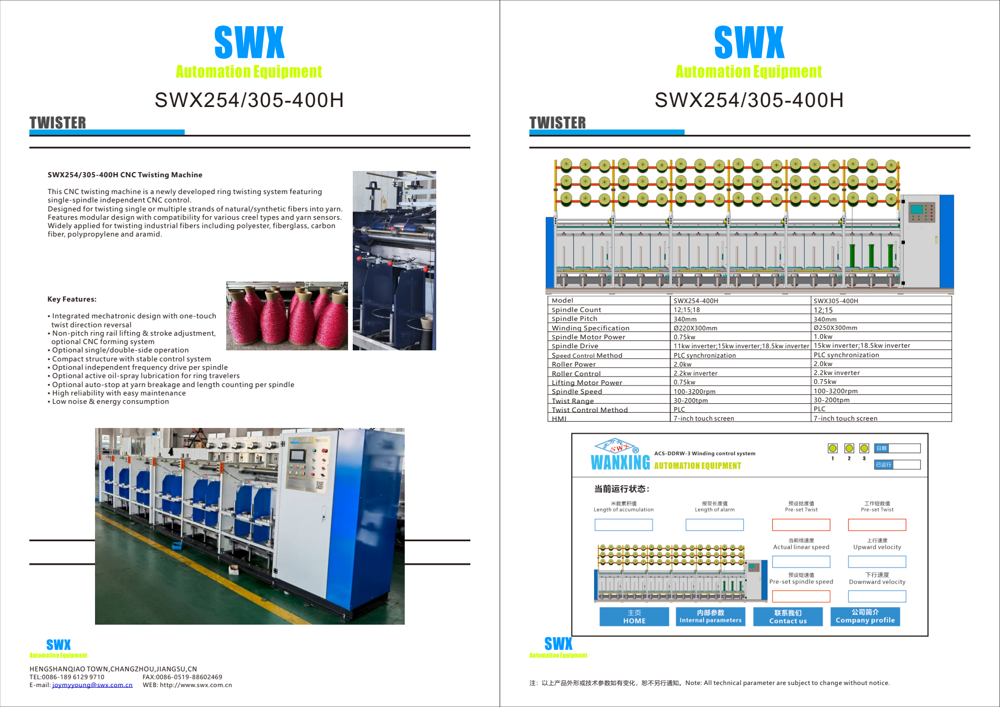 SWX
Automation Equipment
SWX254/305-400H
TWISTER
SWX254/305-400H CNC Twisting Machine
This CNC twisting machine is a newly developed ring twisting system featuring
single-spindle independent CNC control.
Designed for twisting single or multiple strands of natural/synthetic fibers into yarn.
Features modular design with compatibility for various creel types and yarn sensors.
Widely applied for twisting industrial fibers including polyester, fiberglass, carbon
fiber, polypropylene and aramid.
Key Features:
• Integrated mechatronic design with one-touch
twist direction reversal
• Non-pitch ring rail lifting & stroke adjustment,
optional CNC forming system
• Optional single/double-side operation
• Compact structure with stable control system
• Optional independent frequency drive per spindle
• Optional active oil-spray lubrication for ring travelers
• Optional auto-stop at yarn breakage and length counting per spindle
• High reliability with easy maintenance
• Low noise & energy consumption
TWISTER
SWX
Automation Equipment
HENGSHANQIAO TOWN,CHANGZHOU,JIANGSU,CN
TEL:0086-189 6129 9710 FAX:0086-0519-88602469
E-mail: joymyyoung@swx.com.cn WEB: http://www.swx.com.cn
SWX
Automation Equipment
SWX254/305-400H
TWISTER
Model SWX254-400H SWX305-400H
Spindle Count 12;15;18 12;15
Spindle Pitch 340mm 340mm
Winding Specification Ø220X300mm Ø250X300mm
Spindle Motor Power 0.75kw 1.0kw
Spindle Drive 11kw inverter;15kw inverter;18.5kw inverter 15kw inverter;18.5kw inverter
Speed Control Method PLC synchronization PLC synchronization
Roller Power 2.0kw 2.0kw
Roller Control 2.2kw inverter 2.2kw inverter
Lifting Motor Power 0.75kw 0.75kw
Spindle Speed 100-3200rpm 100-3200rpm
Twist Range 30-200tpm 30-200tpm
Twist Control Method PLC PLC
HMI 7-inch touch screen 7-inch touch screen
SWX ®
WANXING
ACS-DDRW-3 Winding control system
AUTOMATION EQUIPMENT
1 2 3
日期
已运行
当前运行状态：
米数累积值 报警长度值 预设捻度值 工作锭数值
Length of accumulation Length of alarm Pre-set Twist Pre-set Twist
当前线速度 上行速度
Actual linear speed Upward velocity
预设锭速值 下行速度
Pre-set spindle speed Downward velocity
主页 内部参数 联系我们 公司简介
HOME Internal parameters Contact us Company profile
SWX
Automation Equipment
注：以上产品外形或技术参数如有变化，恕不另行通知。Note: All technical parameter are subject to change without notice.